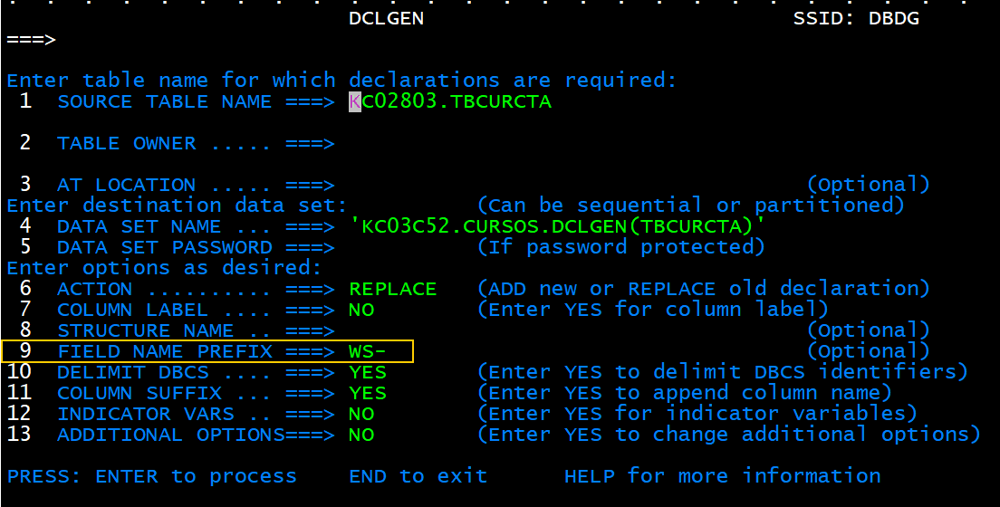 DCLGEN SSID: DBDG
===>
Enter table name for which declarations are required:
1 SOURCE TABLE NAME ===> KC02803.TBCURCTA
2 TABLE OWNER ..... ===>
3 AT LOCATION ..... ===> (Optional)
Enter destination data set: (Can be sequential or partitioned)
4 DATA SET NAME ... ===> 'KC03C52.CURSOS.DCLGEN(TBCURCTA)'
5 DATA SET PASSWORD ===> (If password protected)
Enter options as desired:
6 ACTION .......... ===> REPLACE (ADD new or REPLACE old declaration)
7 COLUMN LABEL .... ===> NO (Enter YES for column label)
8 STRUCTURE NAME .. ===> (Optional)
9 FIELD NAME PREFIX ===> WS- (Optional)
10 DELIMIT DBCS .... ===> YES (Enter YES to delimit DBCS identifiers)
11 COLUMN SUFFIX ... ===> YES (Enter YES to append column name)
12 INDICATOR VARS .. ===> NO (Enter YES for indicator variables)
13 ADDITIONAL OPTIONS===> NO (Enter YES to change additional options)
PRESS: ENTER to process END to exit HELP for more information